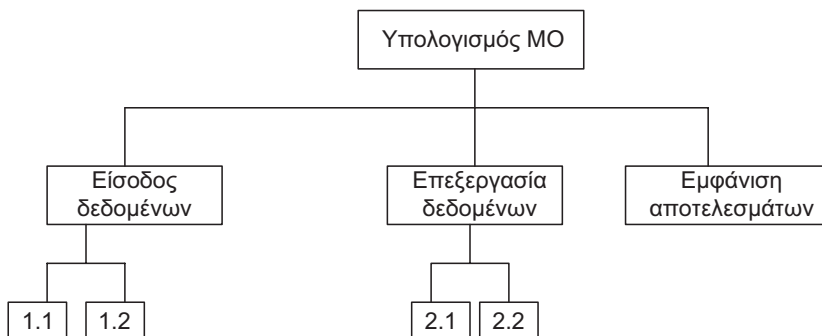 Υπολογισμός ΜΟ
Είσοδος
δεδομένων
Επεξεργασία
δεδομένων
Εμφάνιση
αποτελεσμάτων
1.1
1.2
2.1
2.2